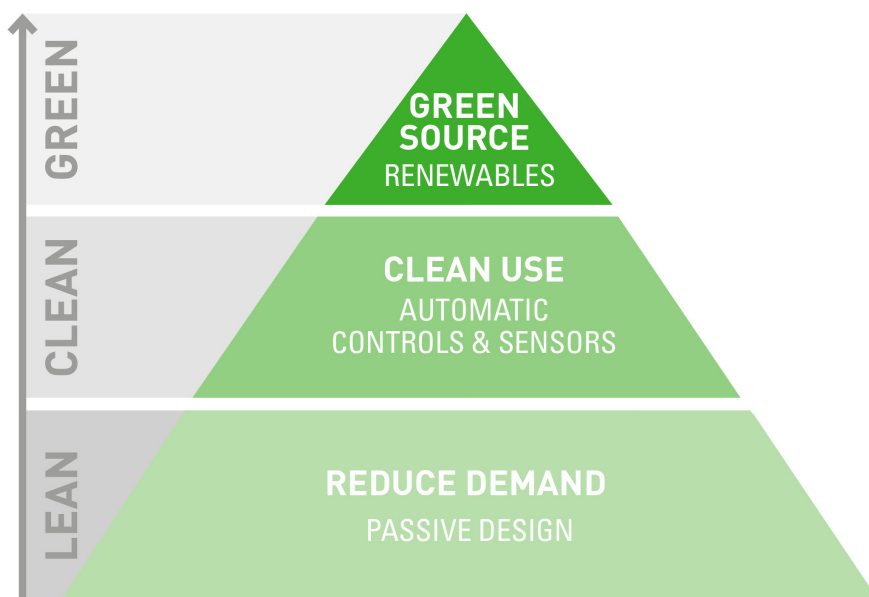 GREEN
GREEN
SOURCE
RENEWABLES
CLEAN
CLEAN USE
AUTOMATIC
CONTROLS & SENSORS
LEAN
REDUCE DEMAND
PASSIVE DESIGN